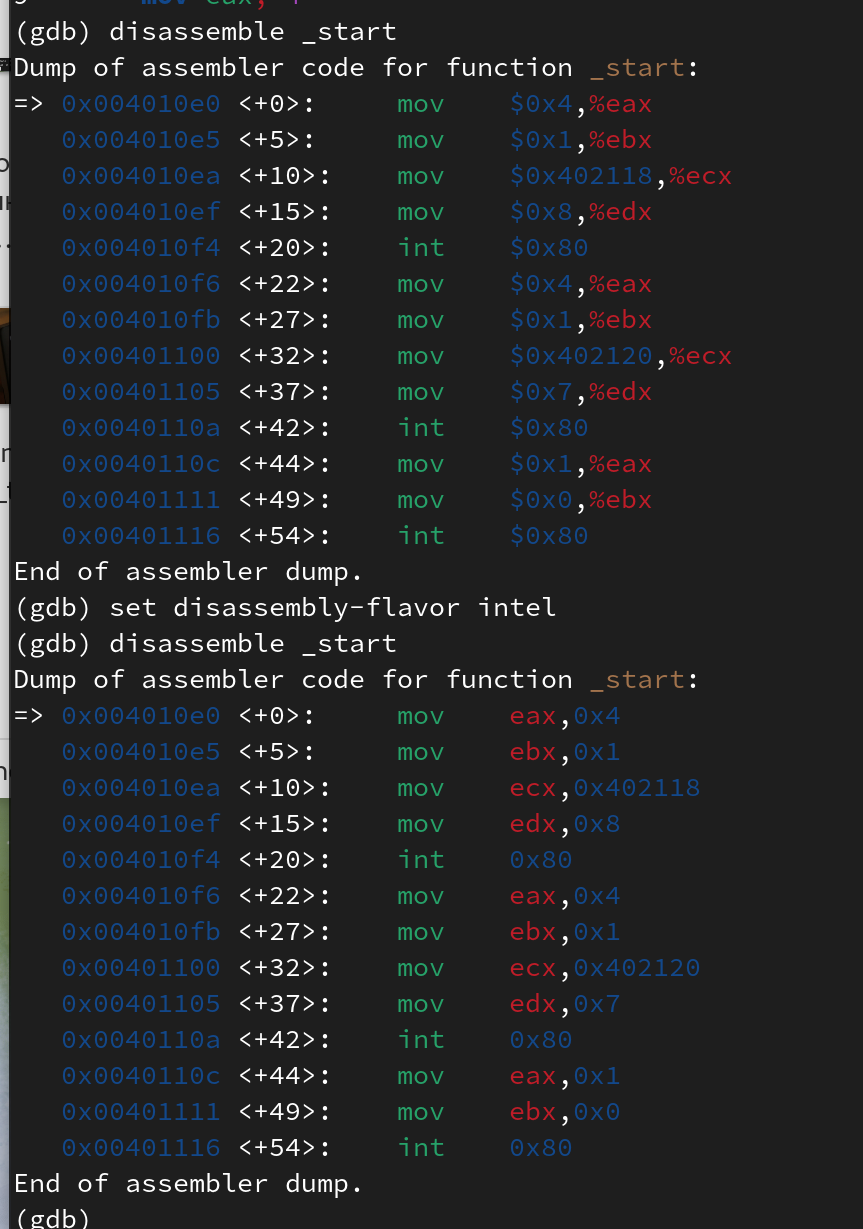 (gdb) disassemble _start
Dump of assembler code for function _start:
=> 0x004010e0 <+0>:     mov    $0x4,%eax
   0x004010e5 <+5>:     mov    $0x1,%ebx
   0x004010ea <+10>:    mov    $0x402118,%ecx
   0x004010ef <+15>:    mov    $0x8,%edx
   0x004010f4 <+20>:    int    $0x80
   0x004010f6 <+22>:    mov    $0x4,%eax
   0x004010fb <+27>:    mov    $0x1,%ebx
   0x00401100 <+32>:    mov    $0x402120,%ecx
   0x00401105 <+37>:    mov    $0x7,%edx
   0x0040110a <+42>:    int    $0x80
   0x0040110c <+44>:    mov    $0x1,%eax
   0x00401111 <+49>:    mov    $0x0,%ebx
   0x00401116 <+54>:    int    $0x80
End of assembler dump.
(gdb) set disassembly-flavor intel
(gdb) disassemble _start
Dump of assembler code for function _start:
=> 0x004010e0 <+0>:     mov    eax,0x4
   0x004010e5 <+5>:     mov    ebx,0x1
   0x004010ea <+10>:    mov    ecx,0x402118
   0x004010ef <+15>:    mov    edx,0x8
   0x004010f4 <+20>:    int    0x80
   0x004010f6 <+22>:    mov    eax,0x4
   0x004010fb <+27>:    mov    ebx,0x1
   0x00401100 <+32>:    mov    ecx,0x402120
   0x00401105 <+37>:    mov    edx,0x7
   0x0040110a <+42>:    int    0x80
   0x0040110c <+44>:    mov    eax,0x1
   0x00401111 <+49>:    mov    ebx,0x0
   0x00401116 <+54>:    int    0x80
End of assembler dump.
(gdb)